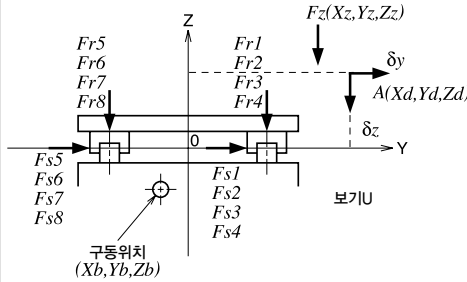 Z
Fz(Xz,Yz,Zz)
Fr5
Fr6
Fr7
Fr8
Fr1
Fr2
Fr3
Fr4
δy
A(Xd,Yd,Zd)
δz
0
Y
Fs5
Fs6
Fs7
Fs8
Fs1
Fs2
Fs3
Fs4
보기U
구동위치
(Xb,Yb,Zb)